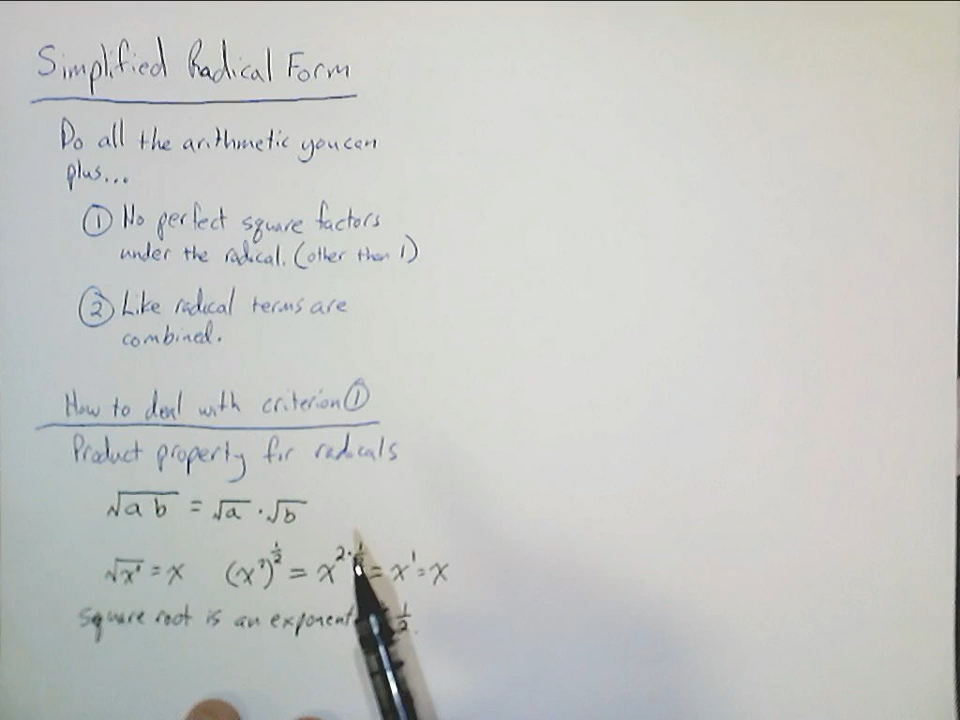 Simplified Radical Form
Do all the arithmetic you can
plus...
① No perfect square factors
under the radical. (other than 1)
② Like radical terms are
combined.
How to deal with criterion ①
Product property for radicals
√ab = √a · √b
√x² = x (x²)^½ = x^2· = x¹ = x
square root is an exponent ½.